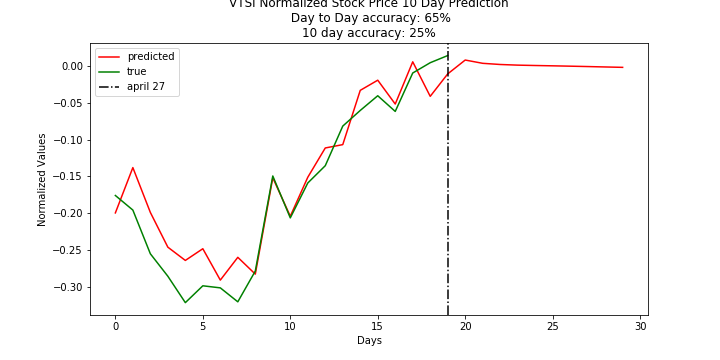 VTSI Normalized Stock Price 10 Day Prediction
Day to Day accuracy: 65%
10 day accuracy: 25%
predicted
true
april 27
0.00
−0.05
−0.10
−0.15
−0.20
−0.25
−0.30
Normalized Values
0 5 10 15 20 25 30
Days